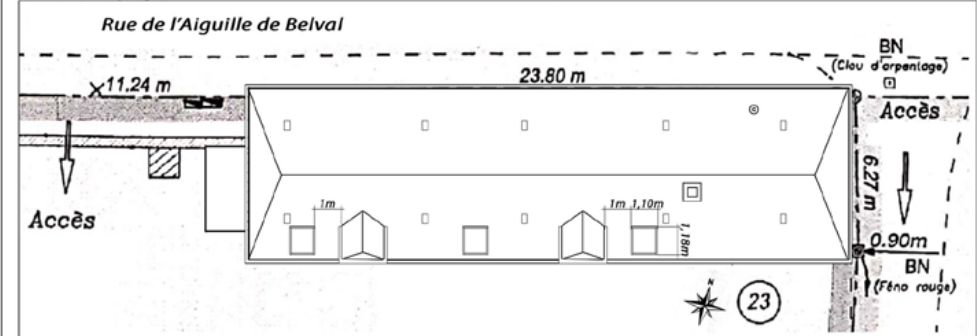 Rue de l'Aiguille de Belval
BN
(Clou d'arpentage)
11.24 m
23.80 m
Accès
6.27 m
Accès
1m
1m
1,10m
1,18m
0.90m
BN
(Féno rouge)
N
23